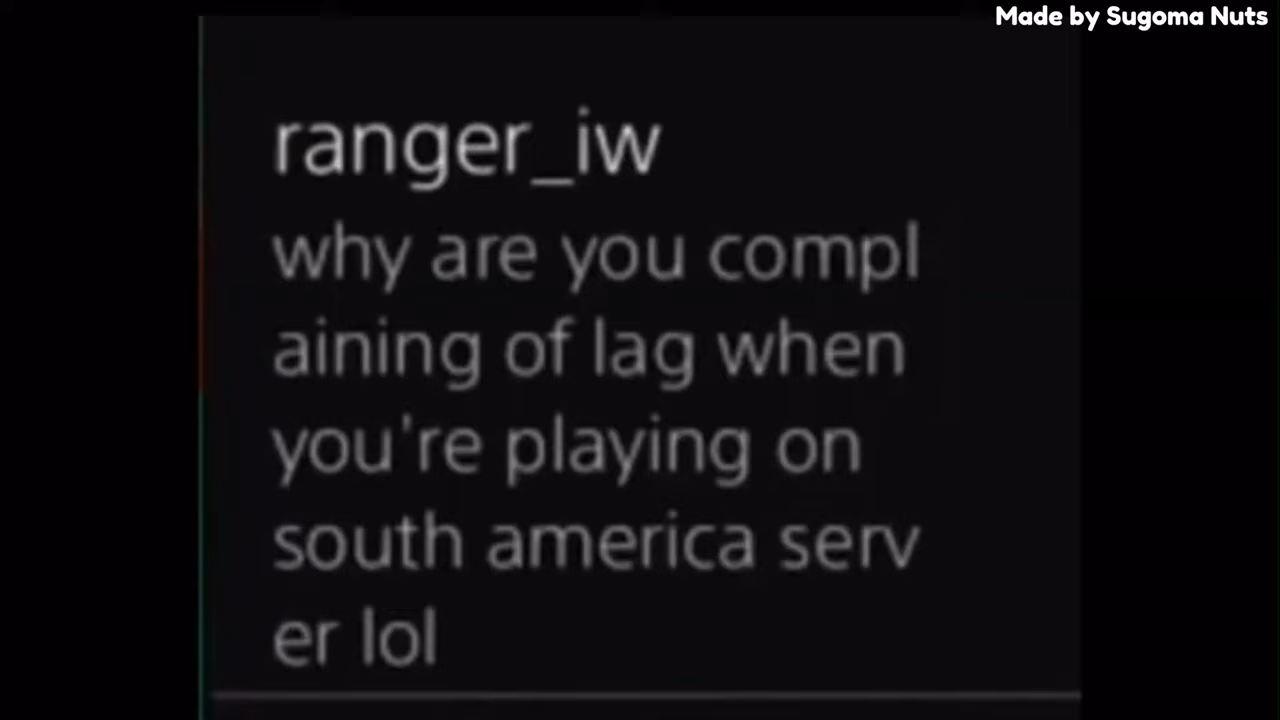 Made by Sugoma Nuts
ranger_iw
why are you compl
aining of lag when
you're playing on
south america serv
er lol